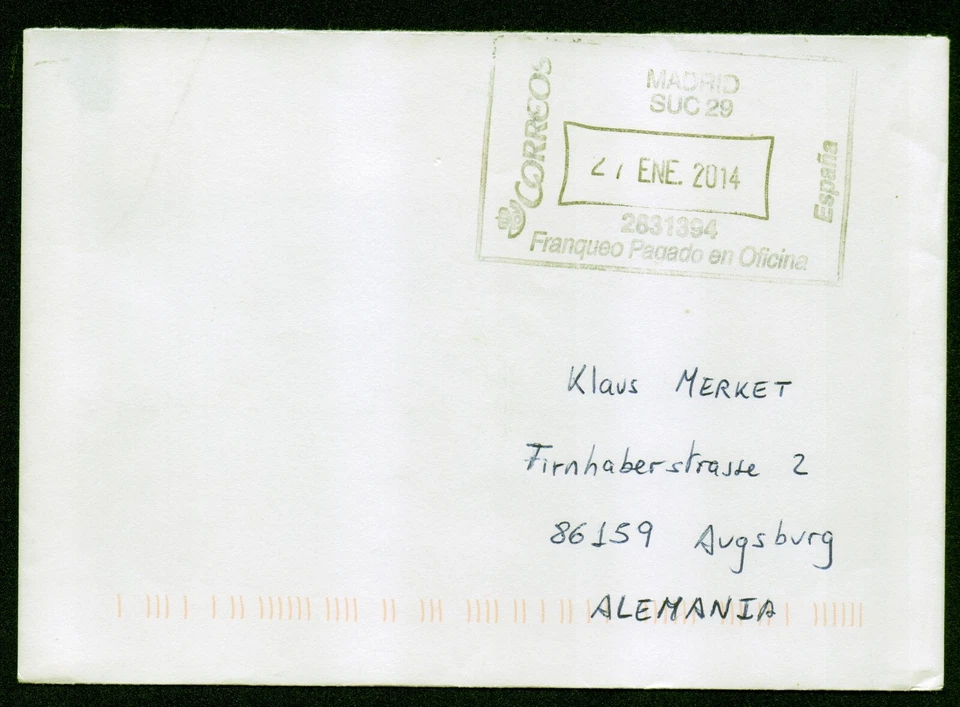 CORREOS
MADRID
SUC 29
27 ENE. 2014
2631394
Franqueo Pagado en Oficina
España
Klaus MERKET
Firnhaberstrasse 2
86159 Augsburg
ALEMANIA